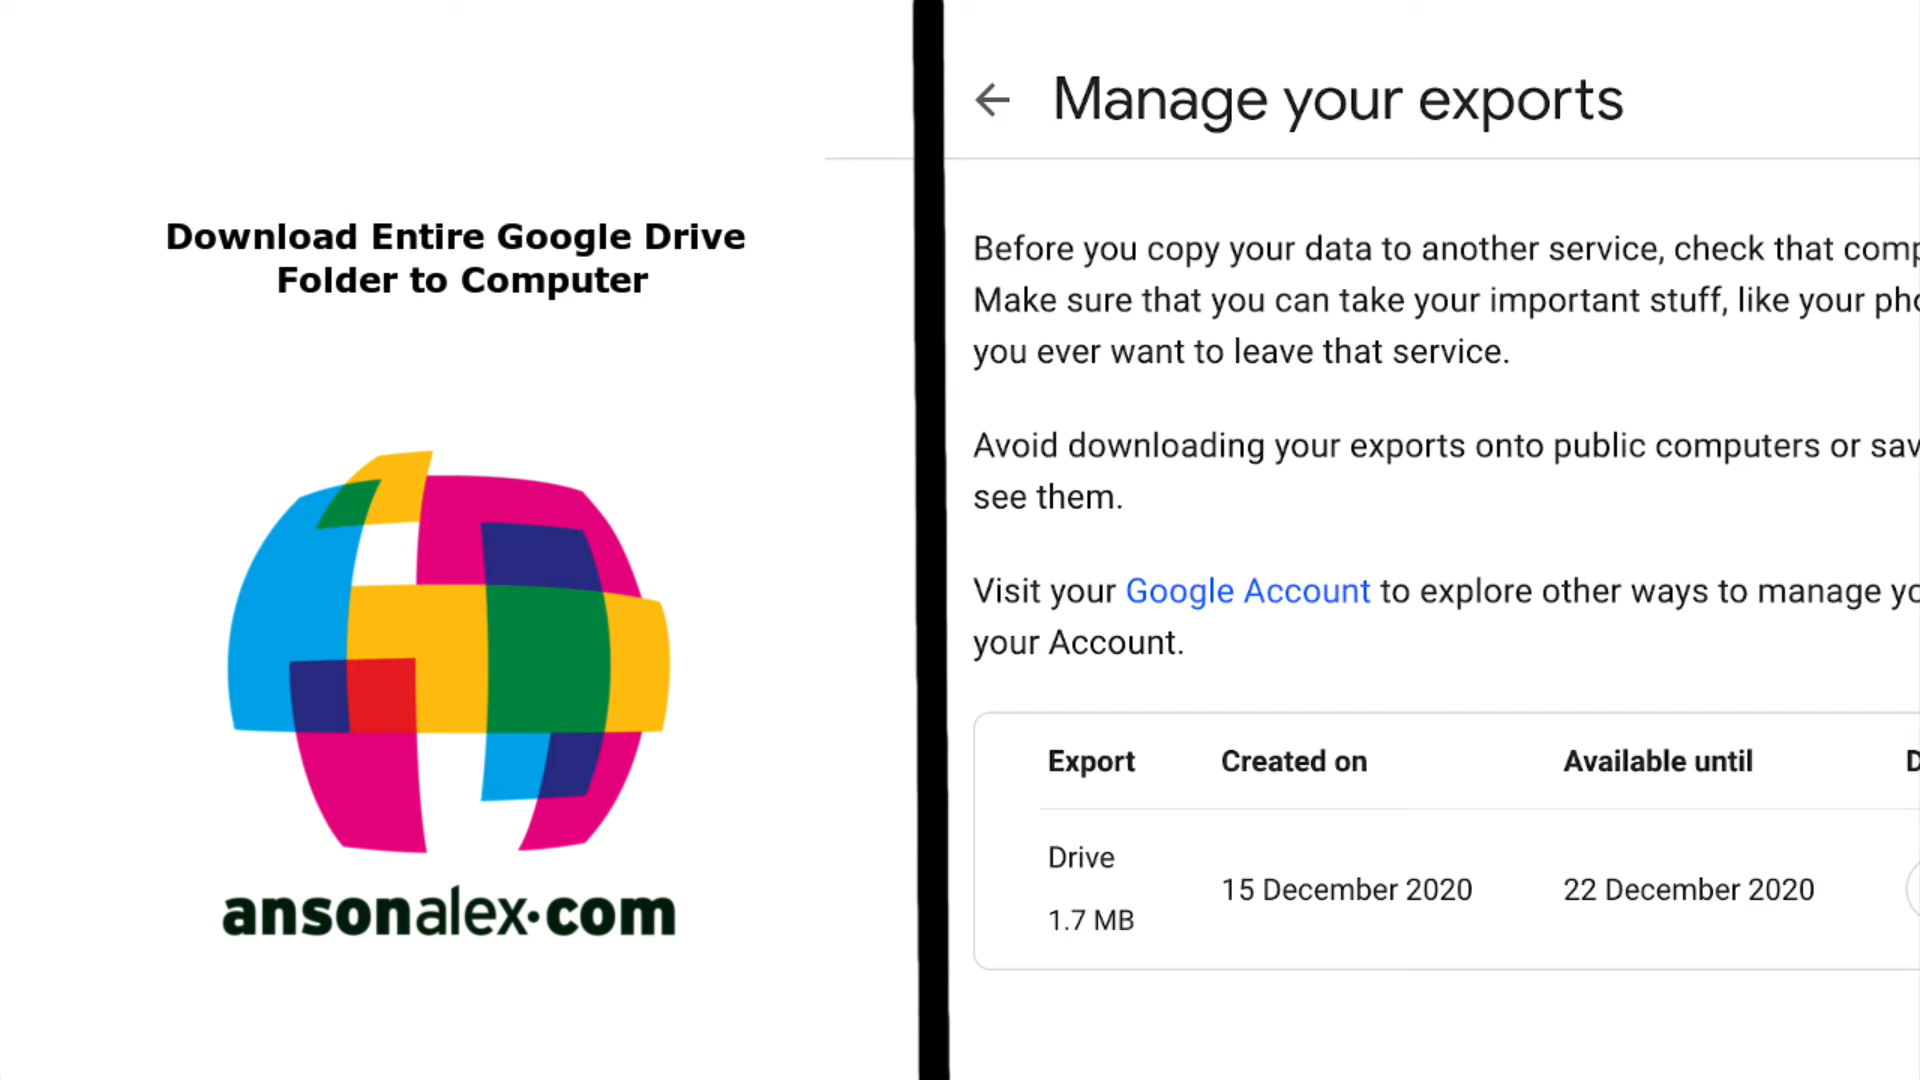 Download Entire Google Drive
Folder to Computer
ansonalex.com
Manage your exports
Before you copy your data to another service, check that
Make sure that you can take your important stuff, like your
you ever want to leave that service.
Avoid downloading your exports onto public computers or
see them.
Visit your Google Account to explore other ways to manage
your Account.
Export Created on Available until
Drive
1.7 MB
15 December 2020
22 December 2020